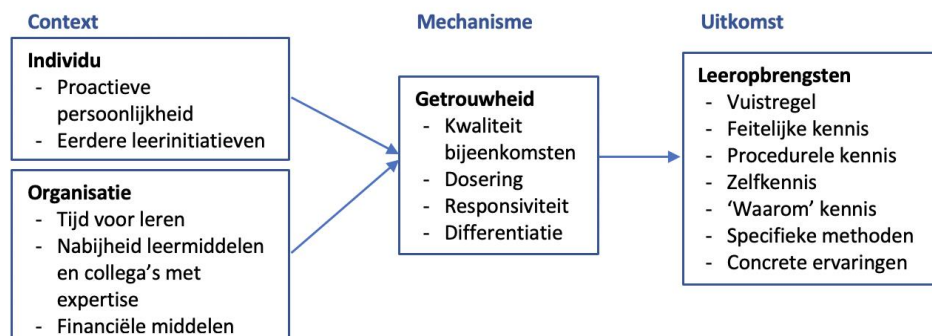 Context
Individu
- Proactieve
persoonlijkheid
- Eerdere leerinitiatieven
Organisatie
- Tijd voor leren
- Nabijheid leermiddelen
en collega's met
expertise
- Financiële middelen
Mechanisme
Getrouwheid
- Kwaliteit
bijeenkomsten
- Dosering
- Responsiviteit
- Differentiatie
Uitkomst
Leeropbrengsten
- Vuistregel
- Feitelijke kennis
- Procedurele kennis
- Zelfkennis
- ‘Waarom’ kennis
- Specifieke methoden
- Concrete ervaringen